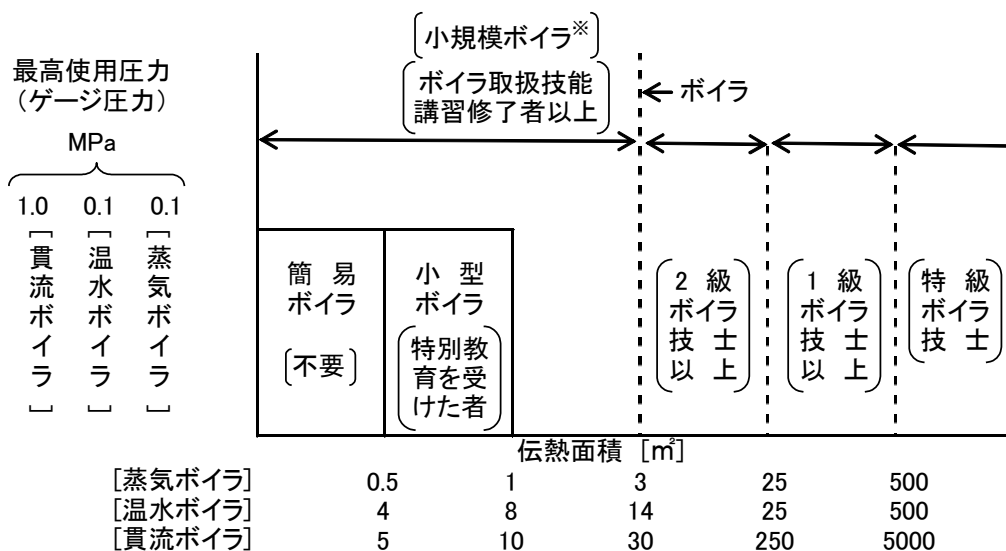 小規模ボイラ※
ボイラ取扱技能
講習修了者以上
ボイラ
最高使用圧力
（ゲージ圧力）
MPa
1.0 0.1 0.1
[貫流ボイラ]
[温水ボイラ]
[蒸気ボイラ]
簡易
ボイラ
[不要]
小型
ボイラ
特別教
育を受
けた者
2級
ボイラ
技士
以上
1級
ボイラ
技士
以上
特級
ボイラ
技士
伝熱面積 [㎡]
[蒸気ボイラ] 0.5 1 3 25 500
[温水ボイラ] 4 8 14 25 500
[貫流ボイラ] 5 10 30 250 5000